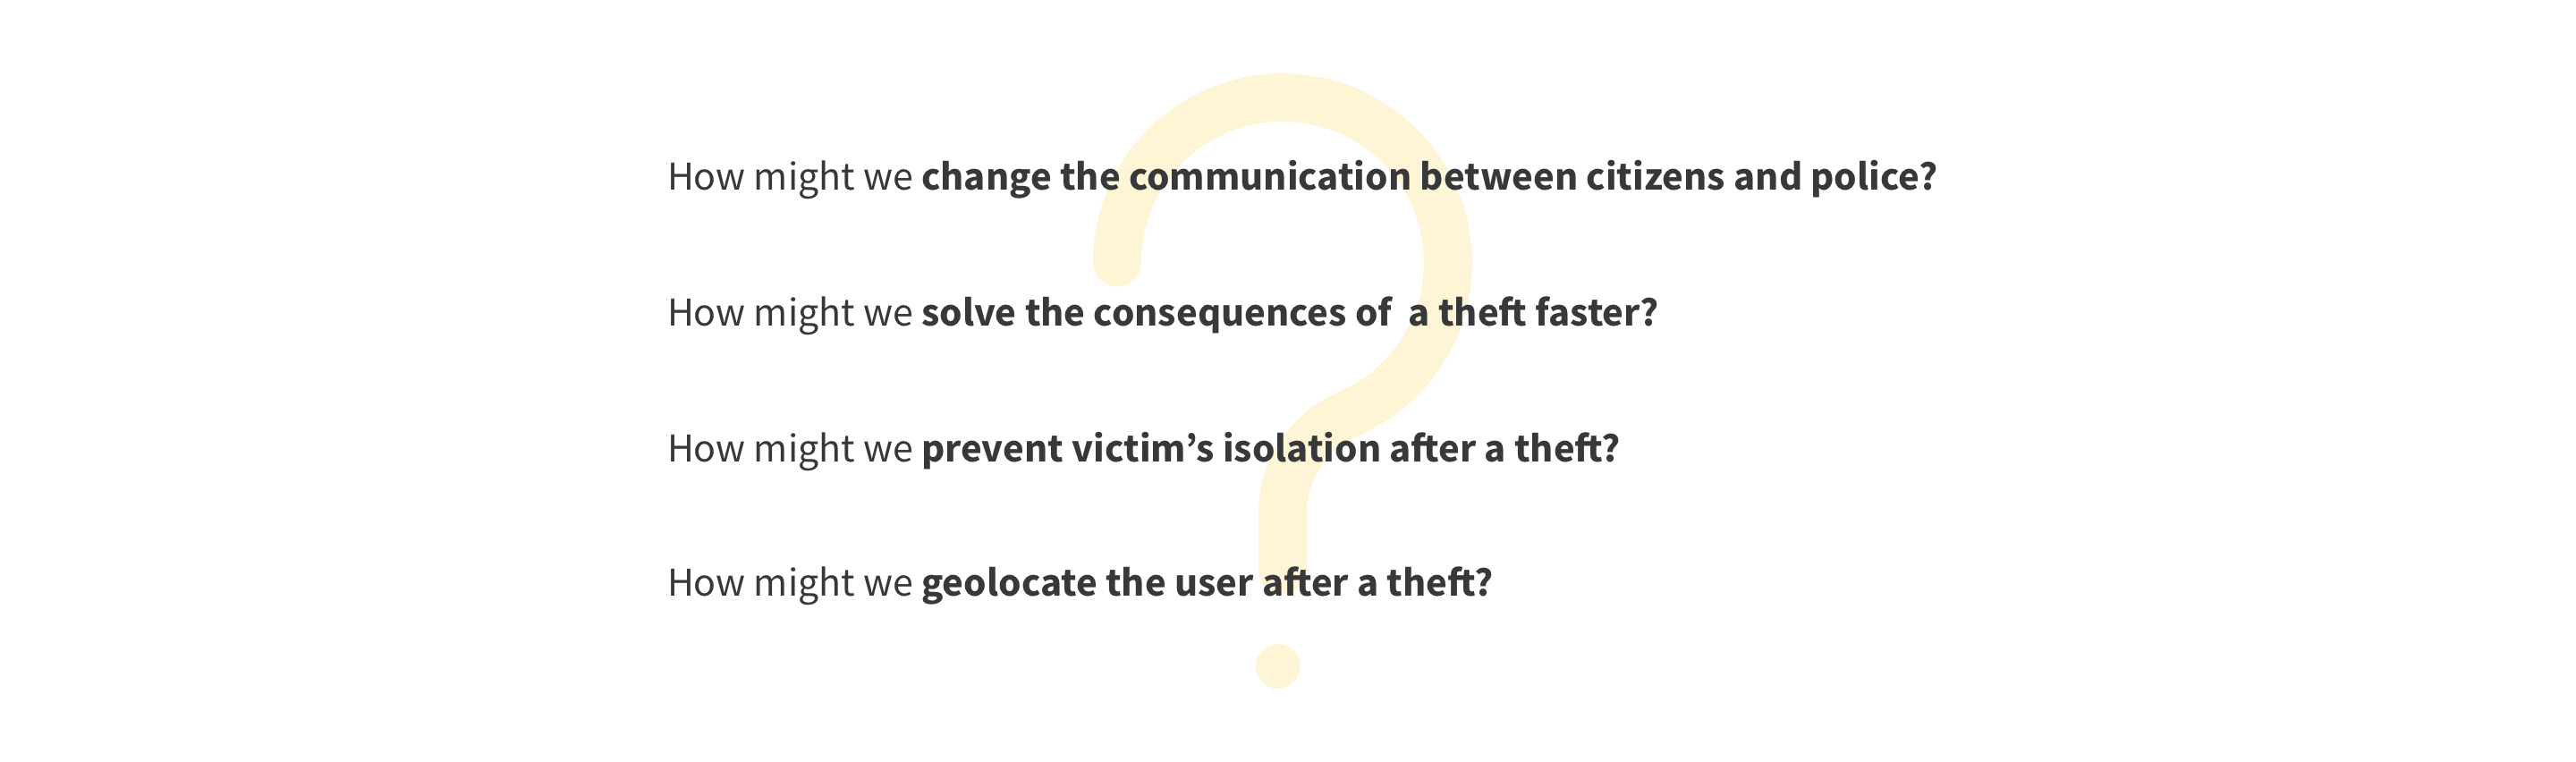 How might we change the communication between citizens and police?
How might we solve the consequences of  a theft faster?
How might we prevent victim’s isolation after a theft?
How might we geolocate the user after a theft?